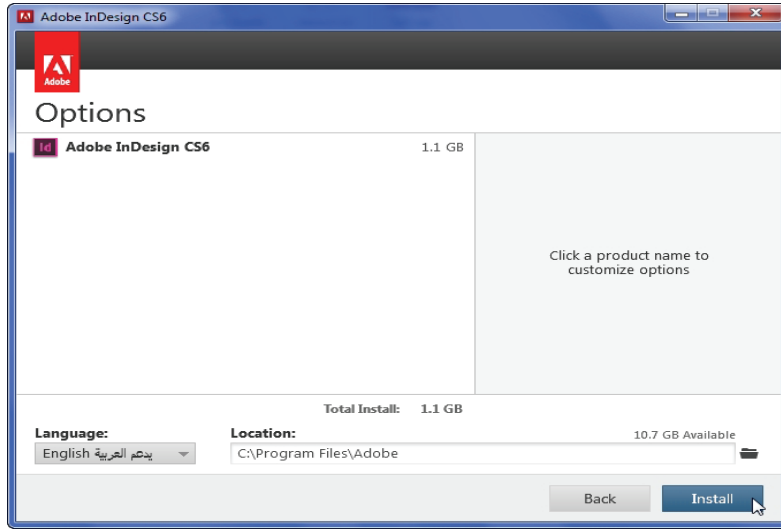 Adobe InDesign CS6
Adobe
Options
Id Adobe InDesign CS6 1.1 GB
Click a product name to
customize options
Total Install: 1.1 GB
Language: Location: 10.7 GB Available
English يدعم العربية C:\Program Files\Adobe
Back Install